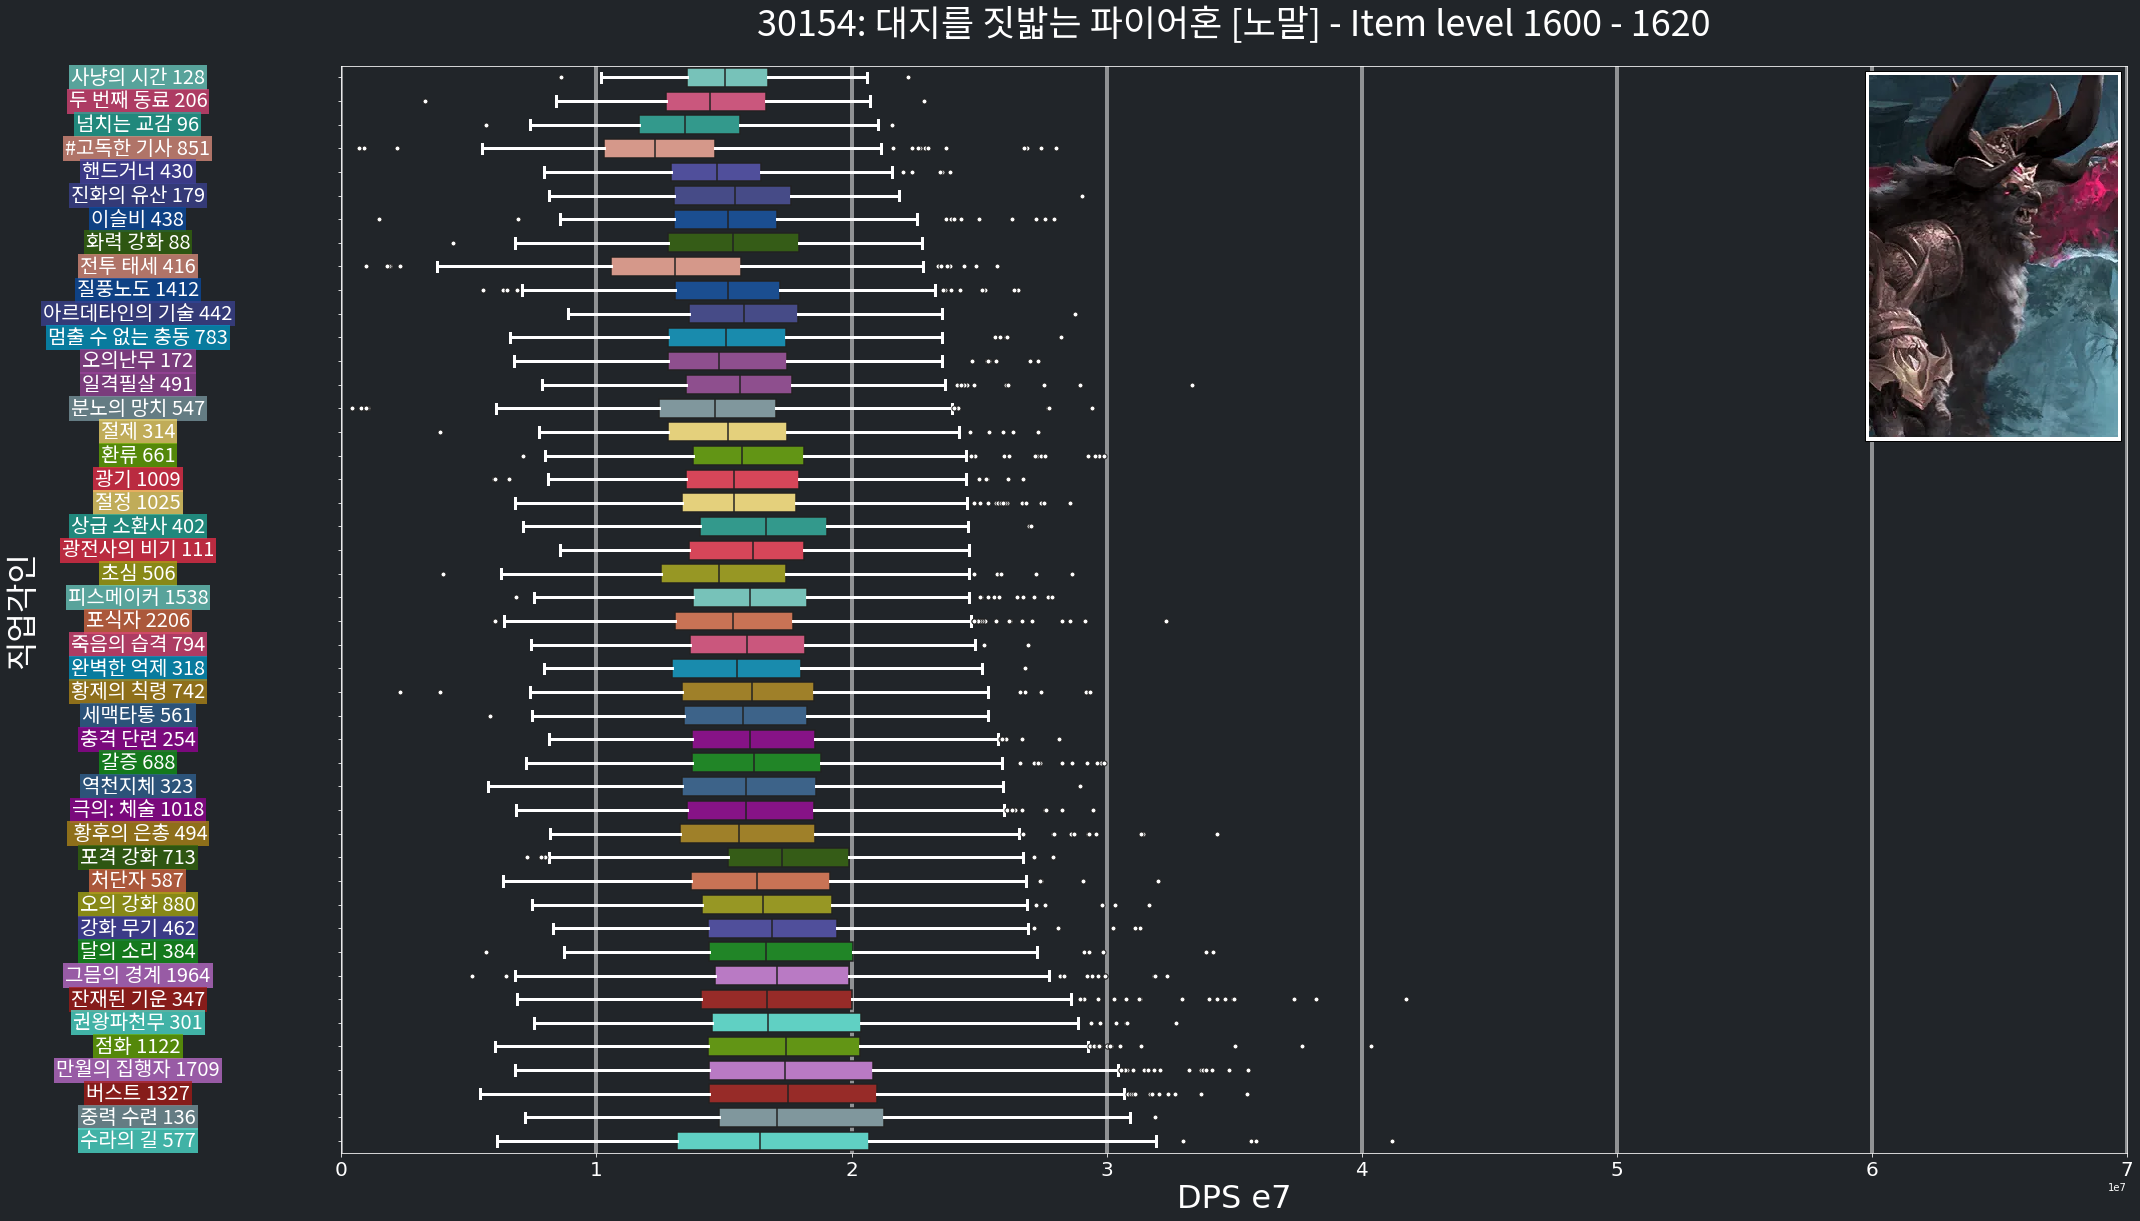 30154: 대지를 짓밟는 파이어혼 [노말] - Item level 1600 - 1620
사냥의 시간 128
두 번째 동료 206
넘치는 교감 96
#고독한 기사 851
핸드거너 430
진화의 유산 179
이슬비 438
화력 강화 88
전투 태세 416
질풍노도 1412
아르데타인의 기술 442
멈출 수 없는 충동 783
오의난무 172
일격필살 491
분노의 망치 547
절제 314
환류 661
광기 1009
절정 1025
상급 소환사 402
광전사의 비기 111
초심 506
피스메이커 1538
포식자 2206
죽음의 습격 794
완벽한 억제 318
황제의 칙령 742
세맥타통 561
충격 단련 254
갈증 688
역천지체 323
극의: 체술 1018
황후의 은총 494
포격 강화 713
처단자 587
오의 강화 880
강화 무기 462
달의 소리 384
그믐의 경계 1964
잔재된 기운 347
권왕파천무 301
점화 1122
만월의 집행자 1709
버스트 1327
중력 수련 136
수라의 길 577
직업각인
0 1 2 3 4 5 6 7
1e7
DPS e7